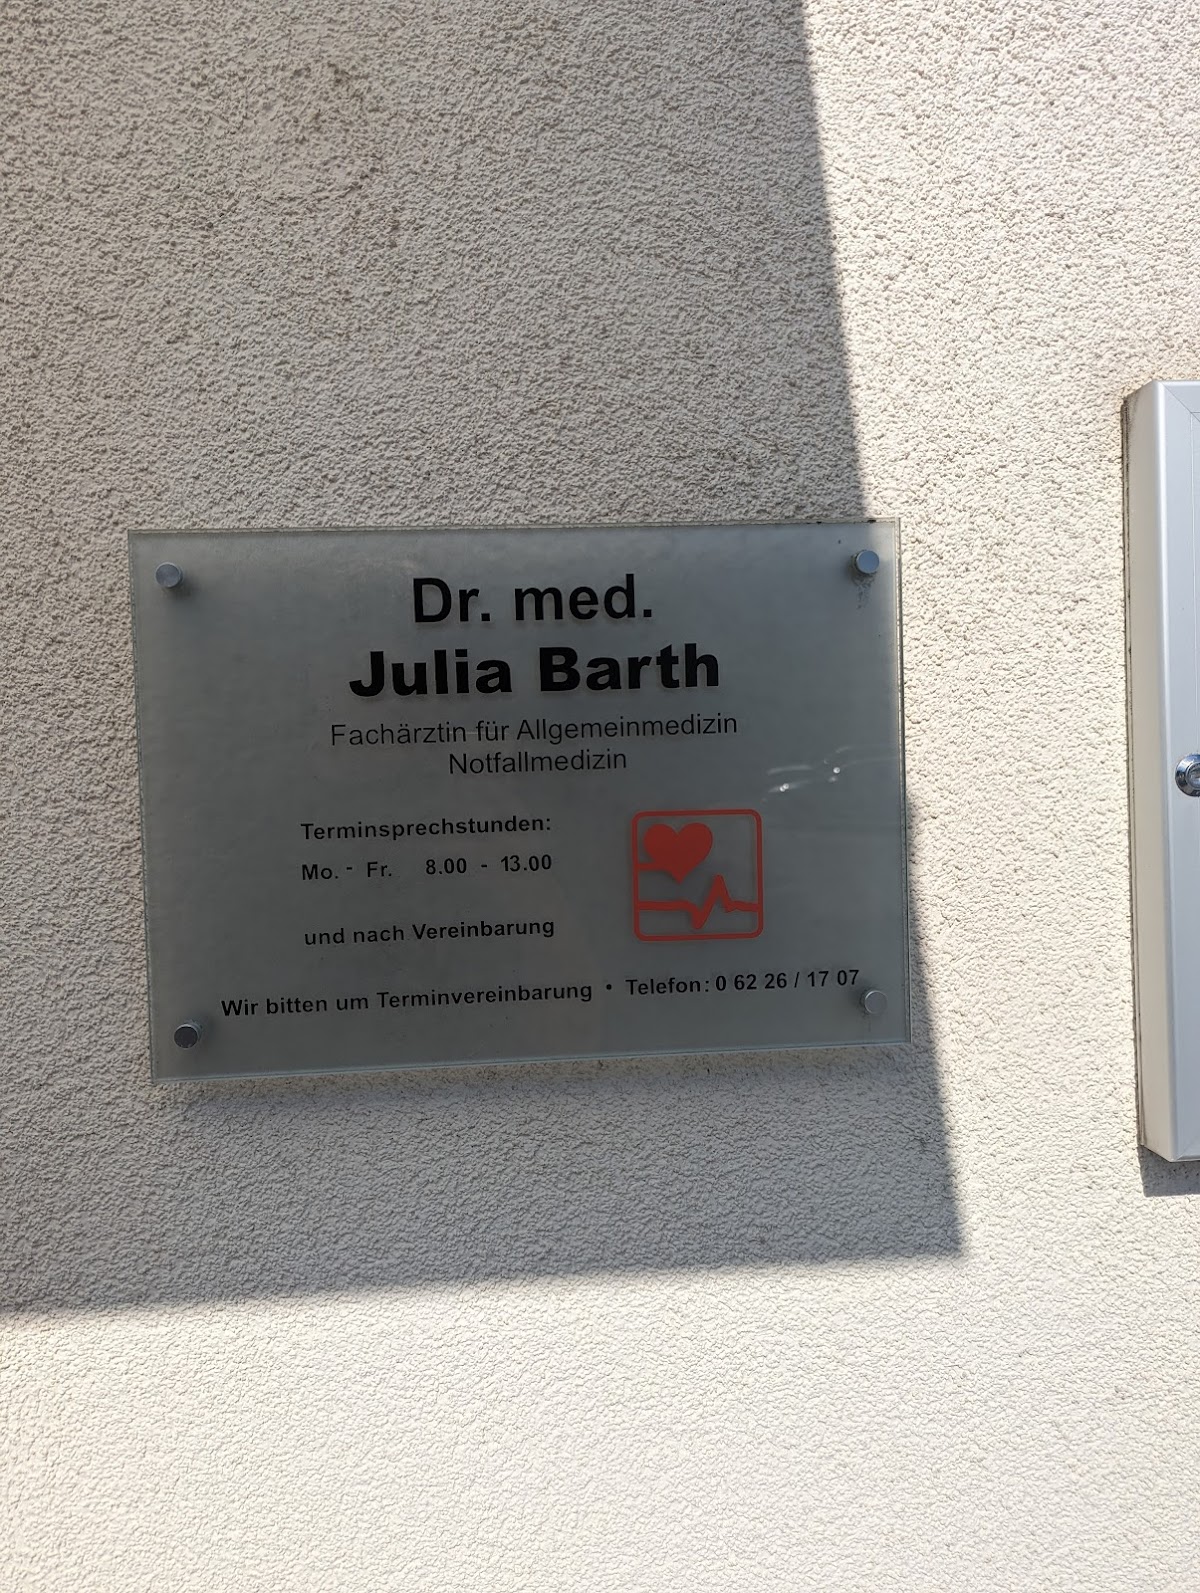 Dr. med.
Julia Barth
Fachärztin für Allgemeinmedizin
Notfallmedizin
Terminsprechstunden:
Mo. - Fr. 8.00 - 13.00
und nach Vereinbarung
Wir bitten um Terminvereinbarung • Telefon: 0 62 26 / 17 07